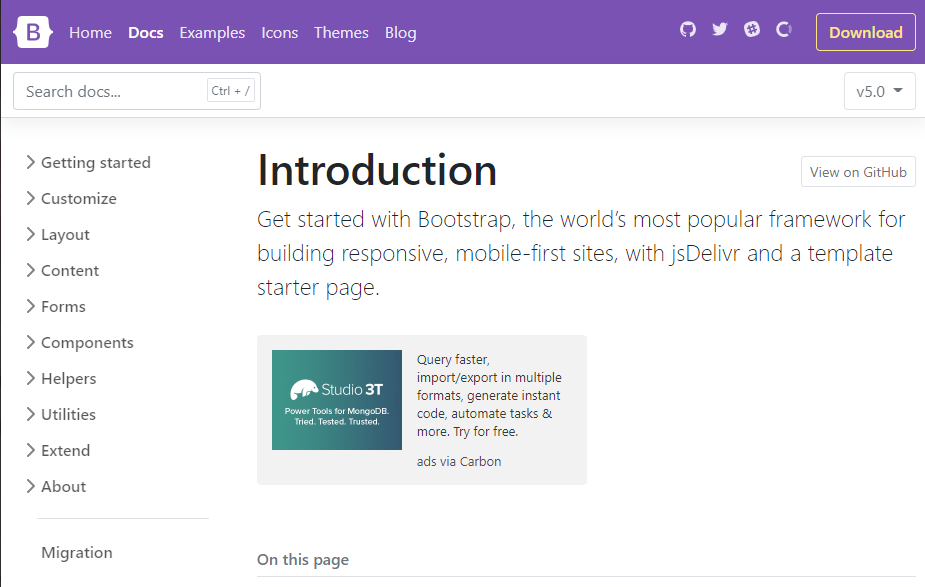 B Home Docs Examples Icons Themes Blog Download
Search docs... Ctrl + / v5.0
Getting started
Customize
Layout
Content
Forms
Components
Helpers
Utilities
Extend
About
Migration
Introduction
View on GitHub
Get started with Bootstrap, the world’s most popular framework for
building responsive, mobile-first sites, with jsDelivr and a template
starter page.
Studio 3T
Power Tools for MongoDB.
Tried. Tested. Trusted.
Query faster,
import/export in multiple
formats, generate instant
code, automate tasks &
more. Try for free.
ads via Carbon
On this page